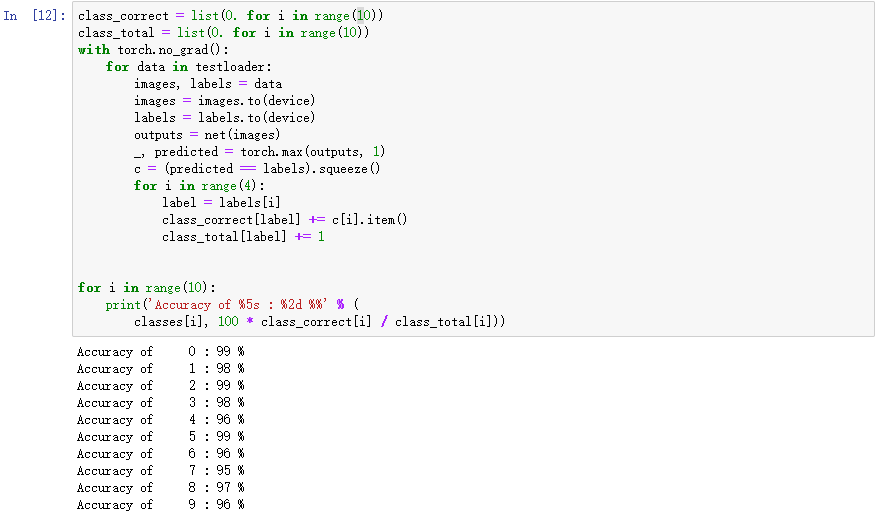 In [12]: class_correct = list(0. for i in range(10))
class_total = list(0. for i in range(10))
with torch.no_grad():
    for data in testloader:
        images, labels = data
        images = images.to(device)
        labels = labels.to(device)
        outputs = net(images)
        _, predicted = torch.max(outputs, 1)
        c = (predicted == labels).squeeze()
        for i in range(4):
            label = labels[i]
            class_correct[label] += c[i].item()
            class_total[label] += 1
for i in range(10):
    print('Accuracy of %5s : %2d %%' % (
        classes[i], 100 * class_correct[i] / class_total[i]))
Accuracy of     0 : 99 %
Accuracy of     1 : 98 %
Accuracy of     2 : 99 %
Accuracy of     3 : 98 %
Accuracy of     4 : 96 %
Accuracy of     5 : 99 %
Accuracy of     6 : 96 %
Accuracy of     7 : 95 %
Accuracy of     8 : 97 %
Accuracy of     9 : 96 %